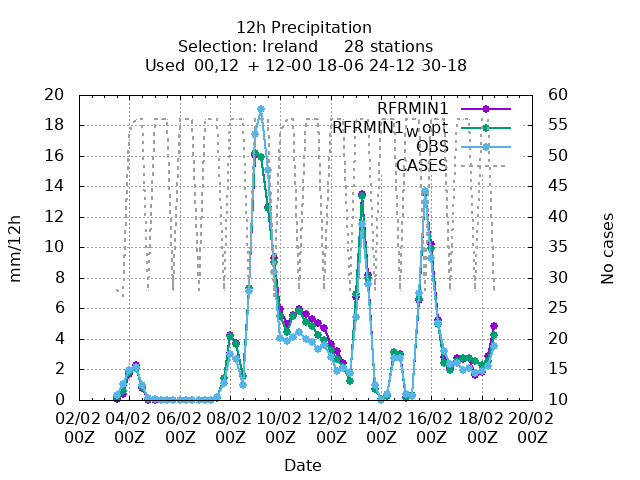 12h Precipitation
Selection: Ireland 28 stations
Used 00,12 + 12-00 18-06 24-12 30-18
RFRMIN1
RFRMIN1_w opt
OBS
CASES
mm/12h
20
18
16
14
12
10
8
6
4
2
0
No cases
60
55
50
45
40
35
30
25
20
15
10
02/02 04/02 06/02 08/02 10/02 12/02 14/02 16/02 18/02 20/02
00Z 00Z 00Z 00Z 00Z 00Z 00Z 00Z 00Z 00Z
Date